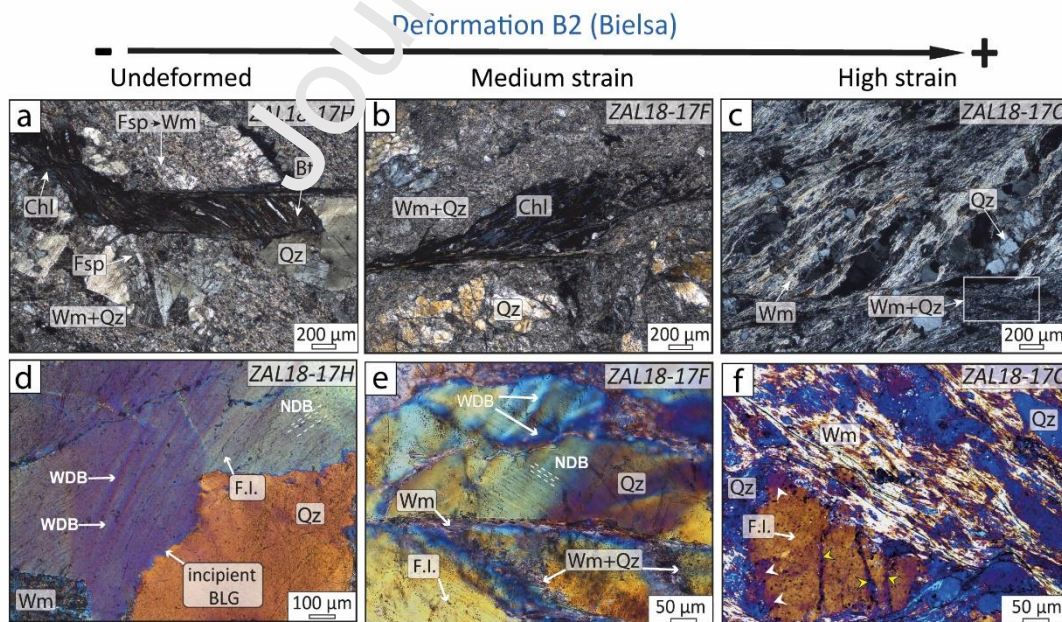 Deformation B2 (Bielsa)
- +
Undeformed Medium strain High strain
Jour
a ZAL18-17H
Fsp Wm
Bt
Chl
Qz
Fsp
Wm+Qz
200 µm
b ZAL18-17F
Wm+Qz
Chl
Qz
200 µm
c
Qz
Wm
Wm+Qz
200 µm
d ZAL18-17H
NDB
WDB
F.I.
Qz
WDB
incipient
BLG
Wm
100 µm
e ZAL18-17F
WDB
NDB
Qz
Wm
F.I.
Wm+Qz
50 µm
f
Wm
Qz
Qz
F.I.
50 µm